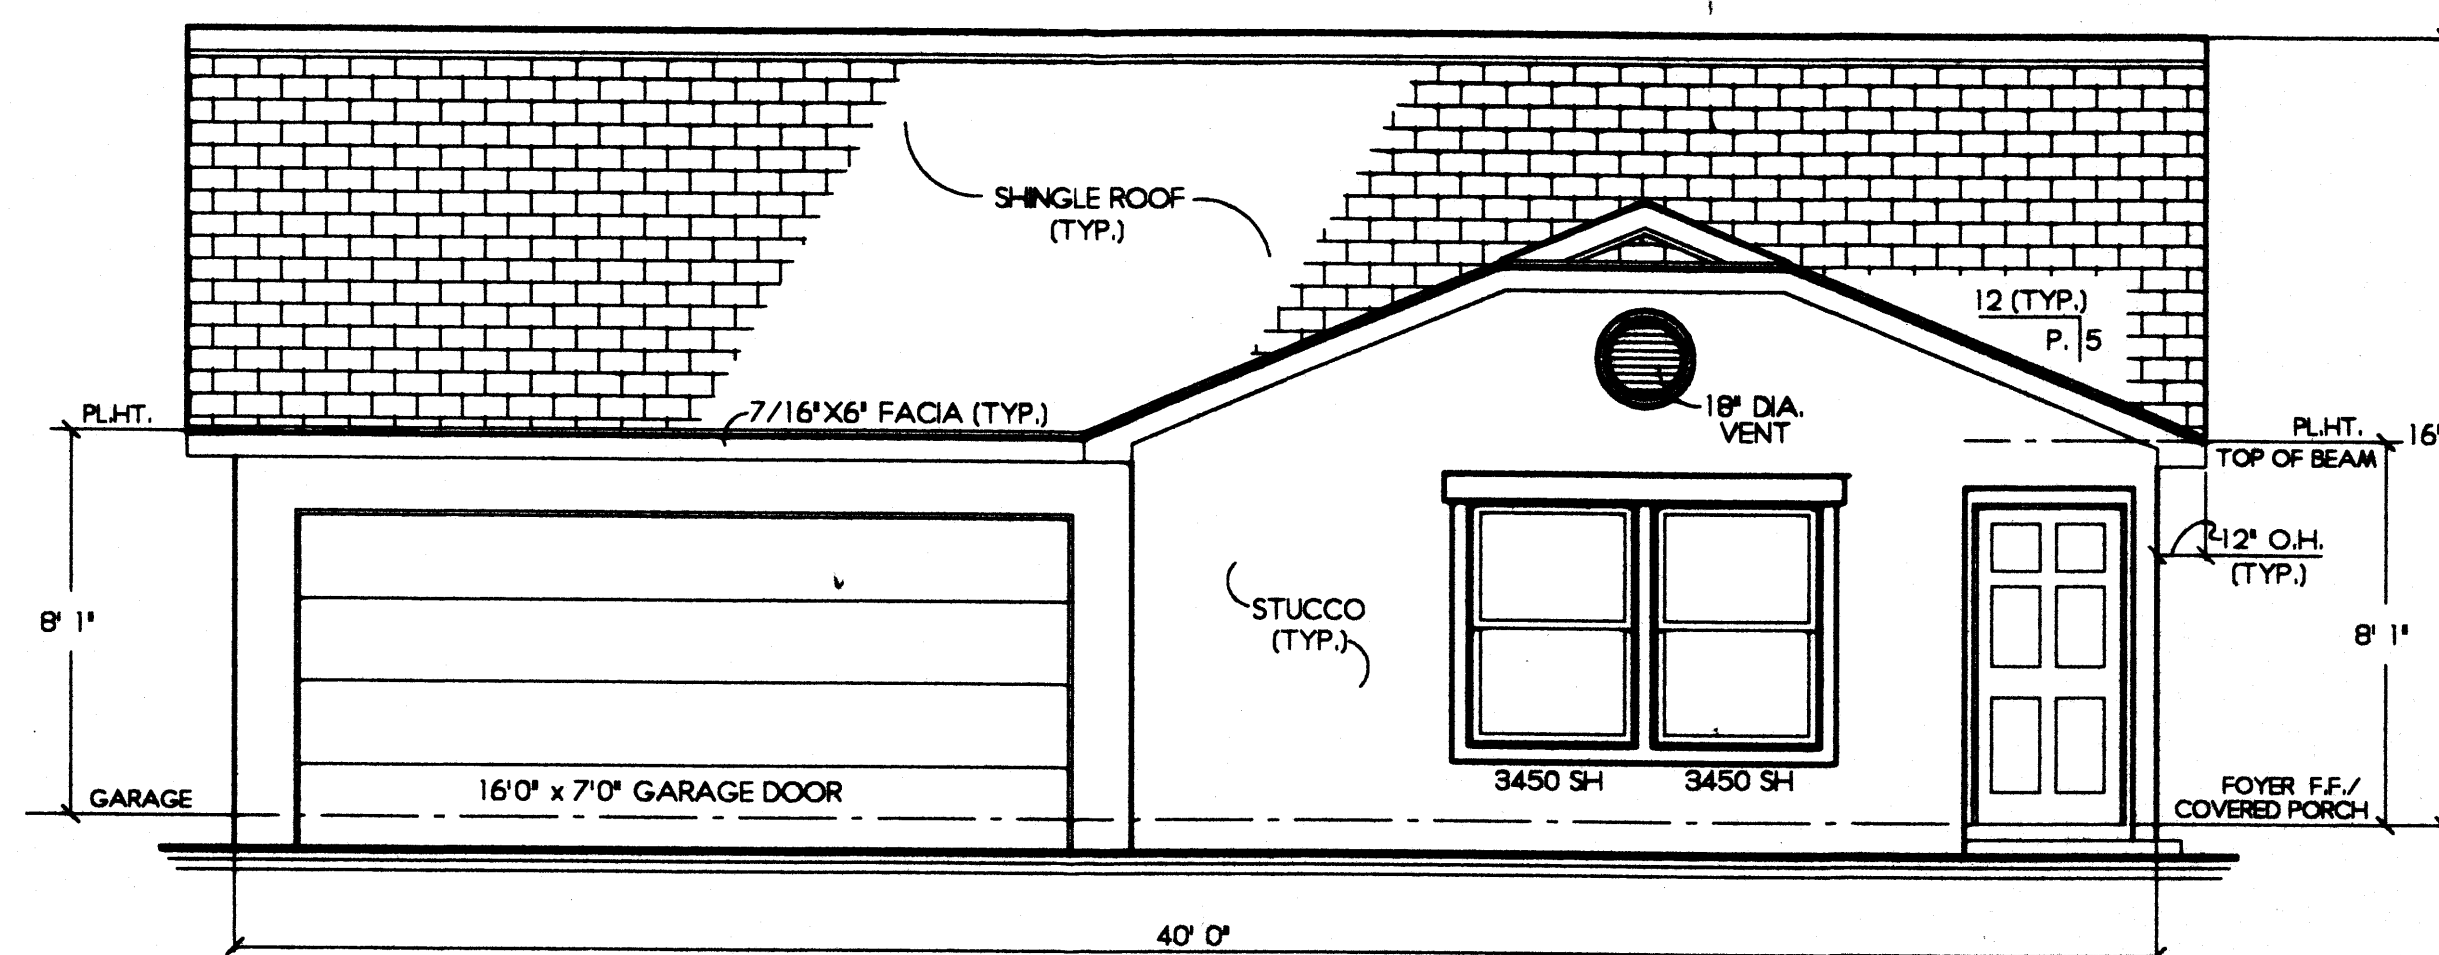 SHINGLE ROOF
(TYP.)
12 (TYP.)
P. 5
PL.HT.
7/16"X6" FACIA (TYP.)
18" DIA.
VENT
PL.HT.
16'
TOP OF BEAM
12" O.H.
(TYP.)
STUCCO
(TYP.)
8' 1"
8' 1"
16'0" x 7'0" GARAGE DOOR
3450 SH
3450 SH
GARAGE
FOYER F.F./
COVERED PORCH
40' 0"